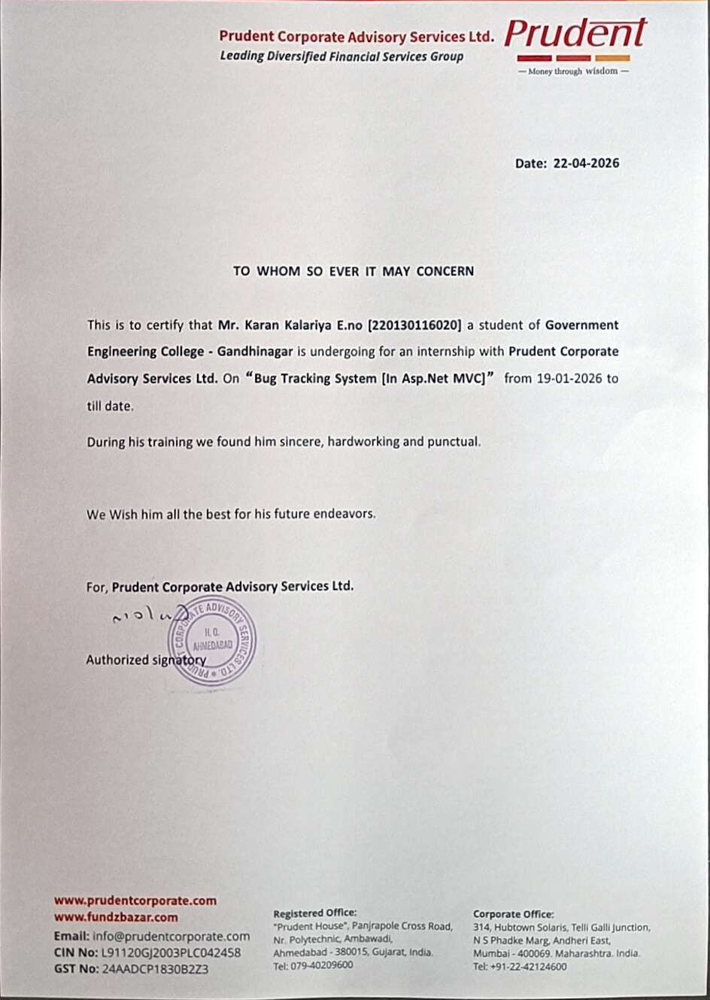 Prudent Corporate Advisory Services Ltd.
Leading Diversified Financial Services Group
Prudent
— Money through wisdom —
Date: 22-04-2026
TO WHOM SO EVER IT MAY CONCERN
This is to certify that Mr. Karan Kalariya E.no [220130116020] a student of Government
Engineering College - Gandhinagar is undergoing for an internship with Prudent Corporate
Advisory Services Ltd. On “Bug Tracking System [In Asp.Net MVC]” from 19-01-2026 to
till date.
During his training we found him sincere, hardworking and punctual.
We Wish him all the best for his future endeavors.
For, Prudent Corporate Advisory Services Ltd.
PRUDENT CORPORATE ADVISORY SERVICES LTD. *
H.O.
AHMEDABAD
Authorized signatory
www.prudentcorporate.com
www.fundzbazar.com
Email: info@prudentcorporate.com
CIN No: L91120GJ2003PLC042458
GST No: 24AADCP1830B2Z3
Registered Office:
"Prudent House", Panjrapole Cross Road,
Nr. Polytechnic, Ambawadi,
Ahmedabad - 380015, Gujarat, India.
Tel: 079-40209600
Corporate Office:
314, Hubtown Solaris, Telli Galli Junction,
N S Phadke Marg, Andheri East,
Mumbai - 400069. Maharashtra. India.
Tel: +91-22-42124600